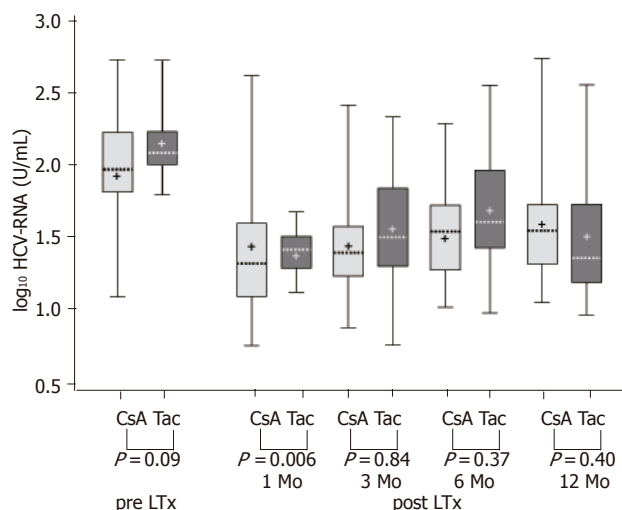 3.0
2.5
2.0
1.5
1.0
0.5
log₁₀ HCV-RNA (U/mL)
CsA Tac CsA Tac CsA Tac CsA Tac CsA Tac
P = 0.09 P = 0.006 P = 0.84 P = 0.37 P = 0.40
1 Mo 3 Mo 6 Mo 12 Mo
pre LTx post LTx